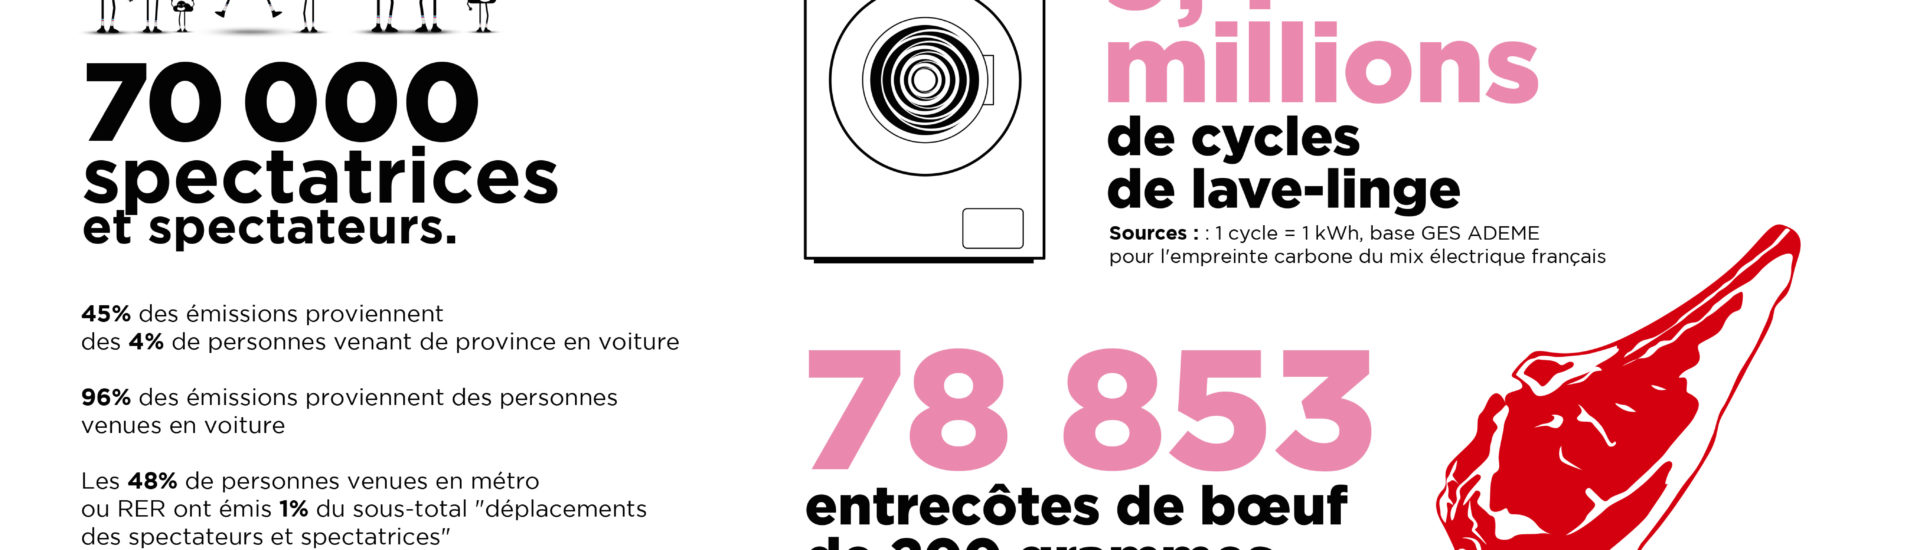 70 000
spectatrices
et spectateurs.
45% des émissions proviennent
des 4% de personnes venant de province en voiture
96% des émissions proviennent des personnes
venues en voiture
Les 48% de personnes venues en métro
ou RER ont émis 1% du sous-total "déplacements
des spectateurs et spectatrices"
millions
de cycles
de lave-linge
Sources : : 1 cycle = 1 kWh, base GES ADEME
pour l'empreinte carbone du mix électrique français
78 853
entrecôtes de bœuf